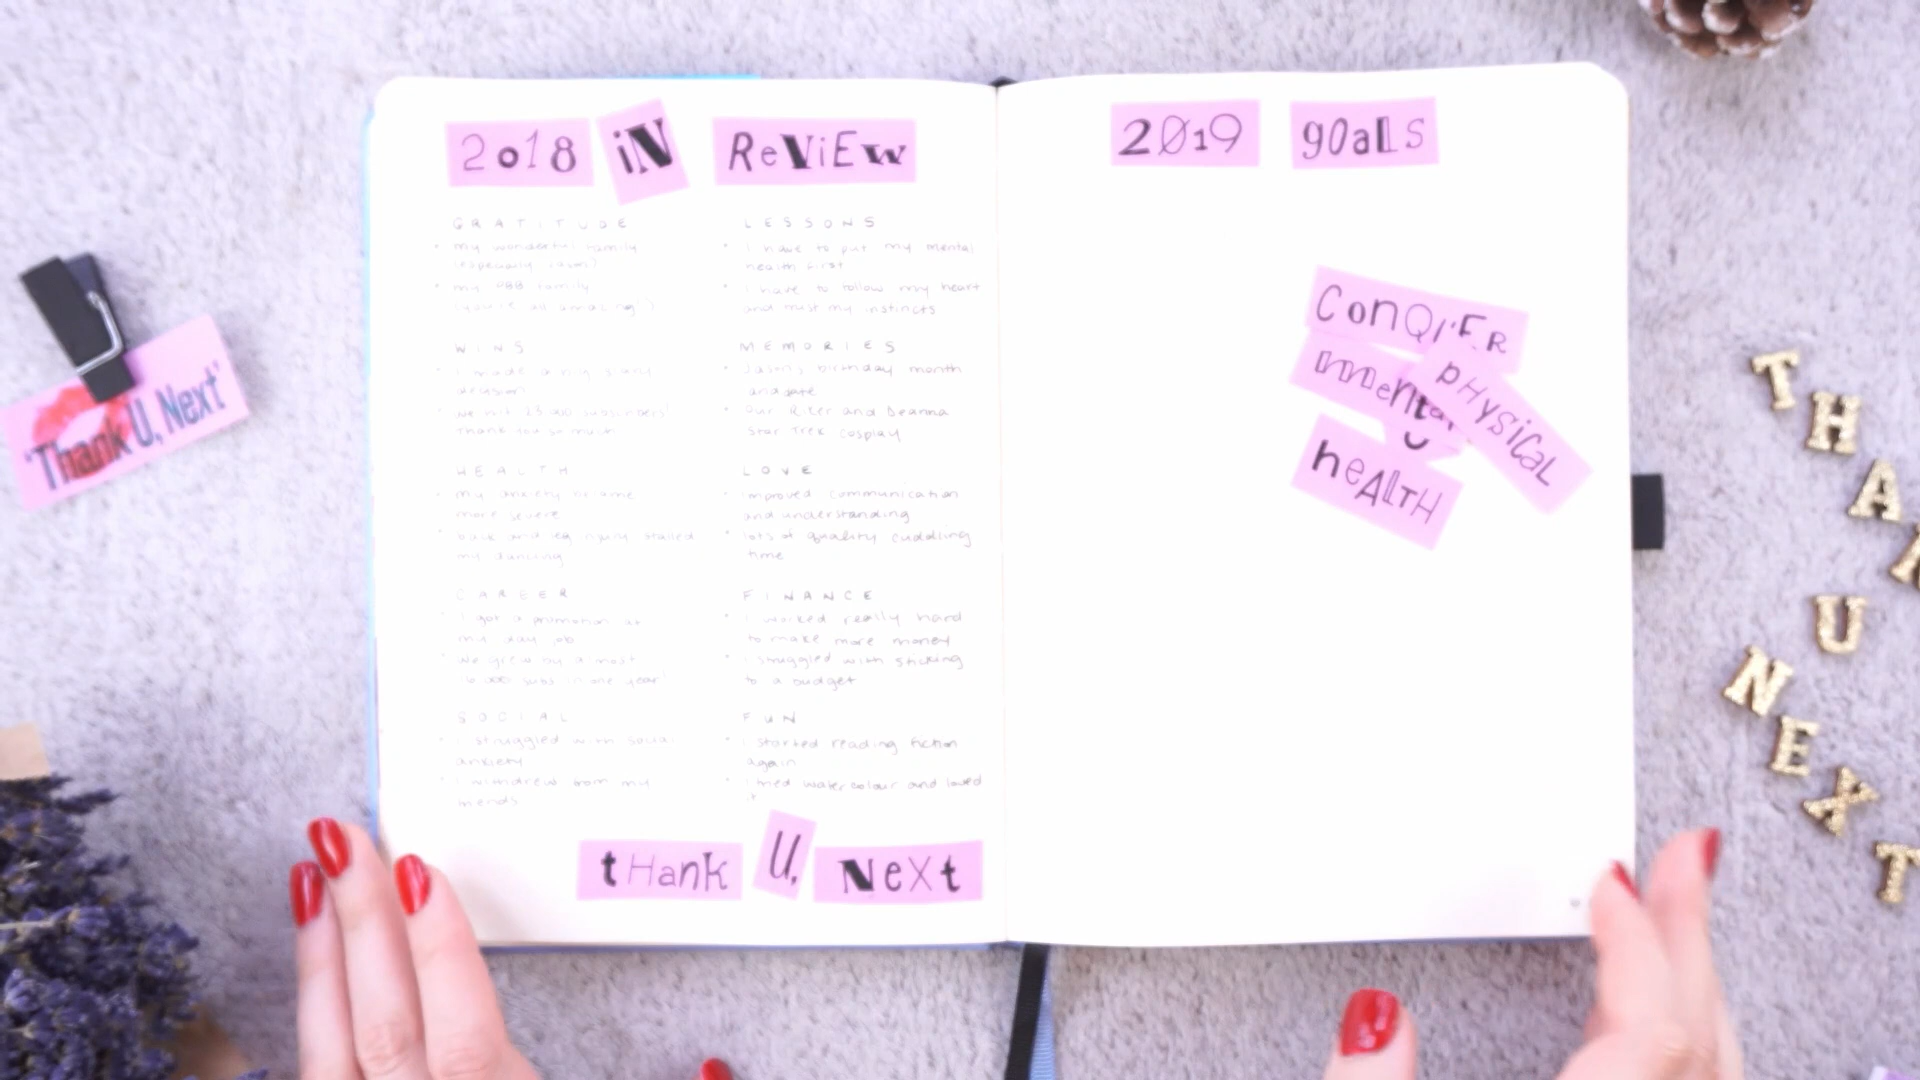 2018 iN ReViEw
GRATITUDE
• my wonderful family
(especially Jason!)
• my PBB family
(you're all amazing!)
WINS
• I made a big scary
decision!
• We hit 23,000 subscribers!
Thank you so much
HEALTH
• my anxiety became
more severe
• back and leg injury stalled
my dancing
CAREER
• I got a promotion at
my day job
• We grew by almost
16,000 subs in one year!
SOCIAL
• I struggled with social
anxiety
• I withdrew from my
friends
LESSONS
• I have to put my mental
health first
• I have to follow my heart
and trust my instincts
MEMORIES
• Jason's birthday month
and date
• Our Riker and Deanna
Star Trek cosplay
LOVE
• improved communication
and understanding
• lots of quality cuddling
time
FINANCE
• I worked really hard
to make more money
• I struggled with sticking
to a budget
FUN
• I started reading fiction
again
• I tried watercolour and loved
it
tHank U, NeXt
2019 gOalS
ConQUER
mental
pHysical
heAlTH
'Thank U, Next'
THAN
U
NEXT